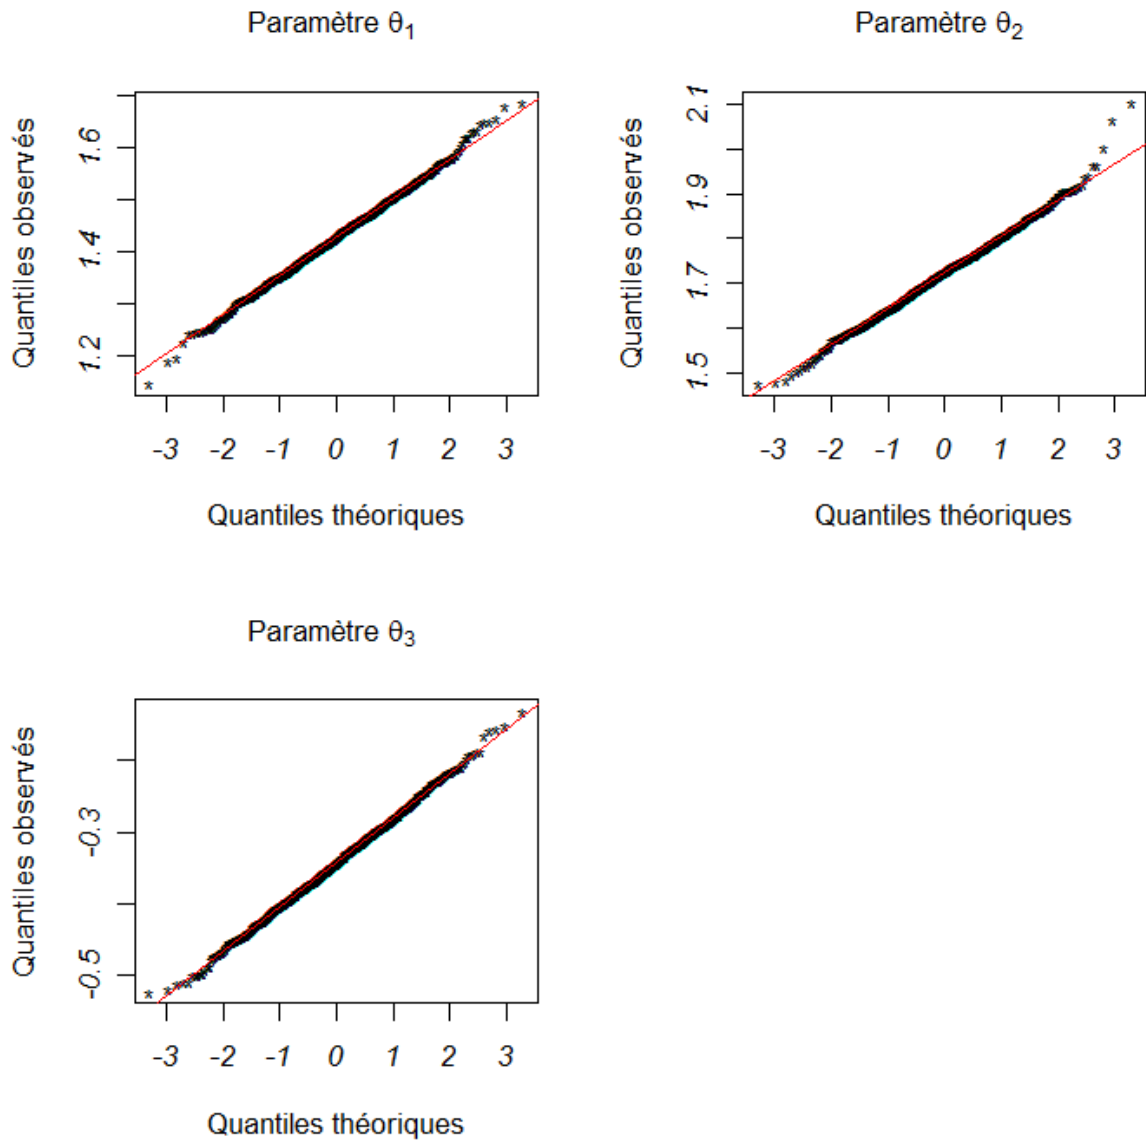 Paramètre θ1
Quantiles observés
1.2 1.4 1.6
-3 -2 -1 0 1 2 3
Quantiles théoriques
Paramètre θ2
Quantiles observés
1.5 1.7 1.9 2.1
-3 -2 -1 0 1 2 3
Quantiles théoriques
Paramètre θ3
Quantiles observés
-0.5 -0.3
-3 -2 -1 0 1 2 3
Quantiles théoriques